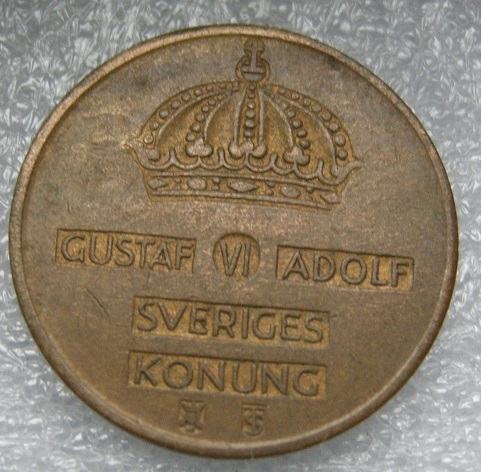 GUSTAF VI ADOLF
SVERIGES
KONUNG